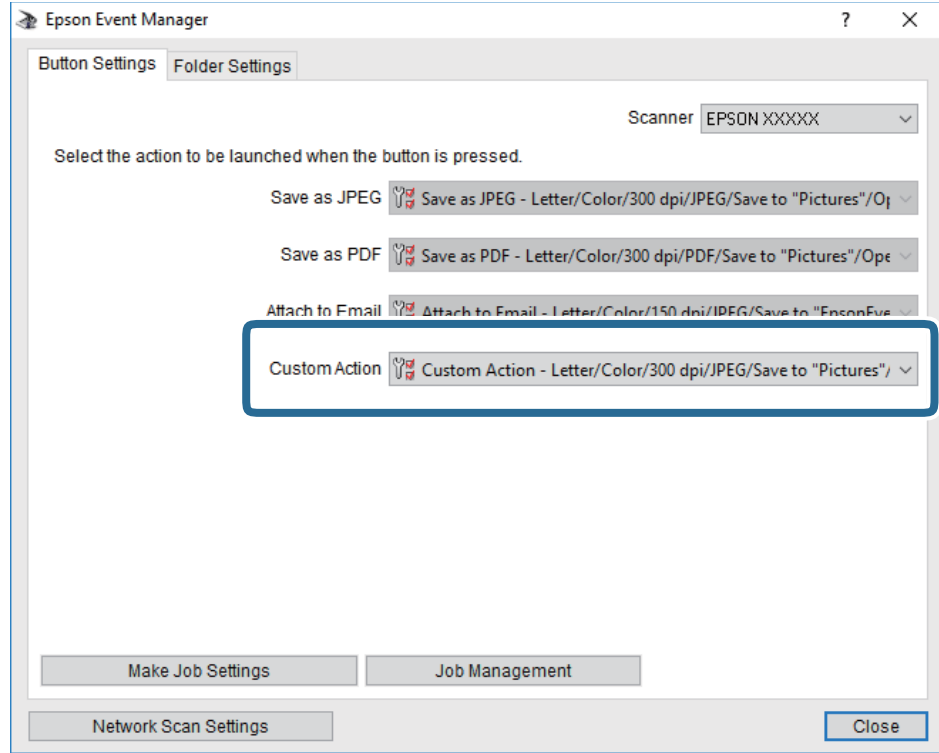 Epson Event Manager
Button Settings Folder Settings
Scanner EPSON XXXXX
Select the action to be launched when the button is pressed.
Save as JPEG Save as JPEG - Letter/Color/300 dpi/JPEG/Save to "Pictures"/Op
Save as PDF Save as PDF - Letter/Color/300 dpi/PDF/Save to "Pictures"/Ope
Attach to Email Attach to Email - Letter/Color/150 dpi/JPEG/Save to "EpsonEve
Custom Action Custom Action - Letter/Color/300 dpi/JPEG/Save to "Pictures"/
Make Job Settings Job Management
Network Scan Settings Close